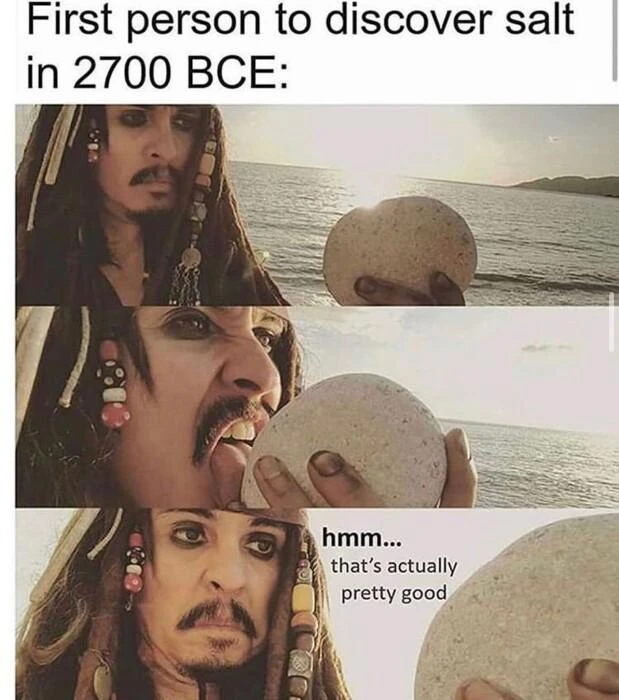 First person to discover salt
in 2700 BCE:
hmm...
that's actually
pretty good